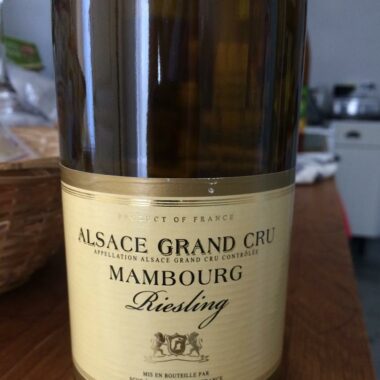 PRODUCT OF FRANCE
ALSACE GRAND CRU
APPELLATION ALSACE GRAND CRU CONTRÔLÉE
MAMBOURG
Riesling
MIS EN BOUTEILLE PAR